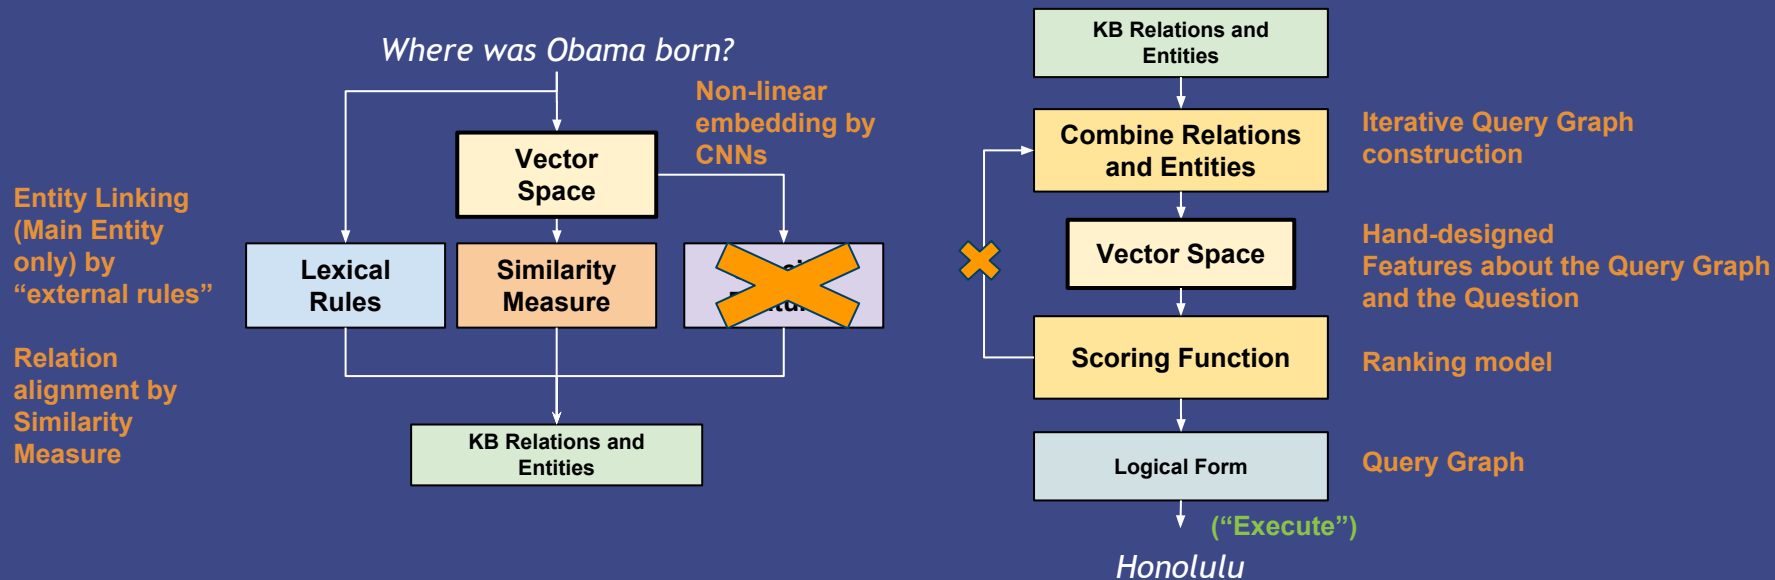 Where was Obama born?
Non-linear
embedding by
CNNs
Vector
Space
Entity Linking
(Main Entity
only) by
“external rules”
Lexical
Rules
Similarity
Measure
Relation
alignment by
Similarity
Measure
KB Relations and
Entities
KB Relations and
Entities
Combine Relations
and Entities
Iterative Query Graph
construction
Vector Space
Hand-designed
Features about the Query Graph
and the Question
Scoring Function
Ranking model
Logical Form
Query Graph
(“Execute”)
Honolulu